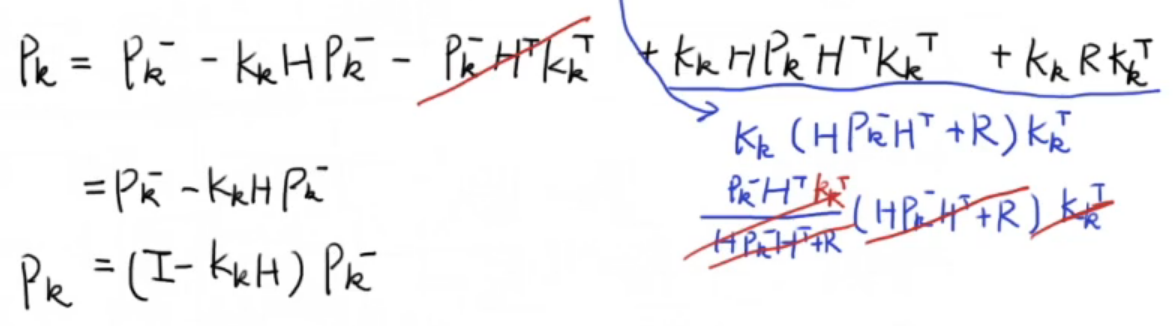 P_k = P_k^- - K_k H P_k^- - P_k^- H^T K_k^T + K_k H P_k^- H^T K_k^T + K_k R K_k^T
K_k (H P_k^- H^T + R) K_k^T
= P_k^- - K_k H P_k^-
P_k^- H^T K_k^T / H P_k^- H^T + R (H P_k^- H^T + R) K_k^T
P_k = (I - K_k H) P_k^-